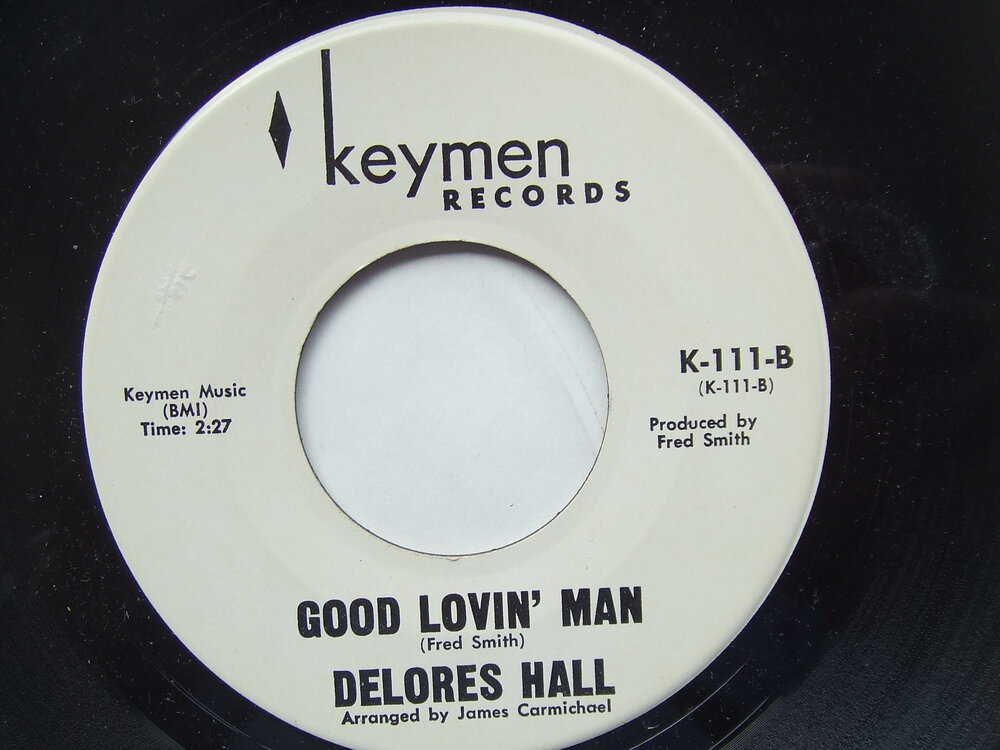 keymen
RECORDS
Keymen Music
(BMI)
Time: 2:27
K-111-B
(K-111-B)
Produced by
Fred Smith
GOOD LOVIN' MAN
(Fred Smith)
DELORES HALL
Arranged by James Carmichael